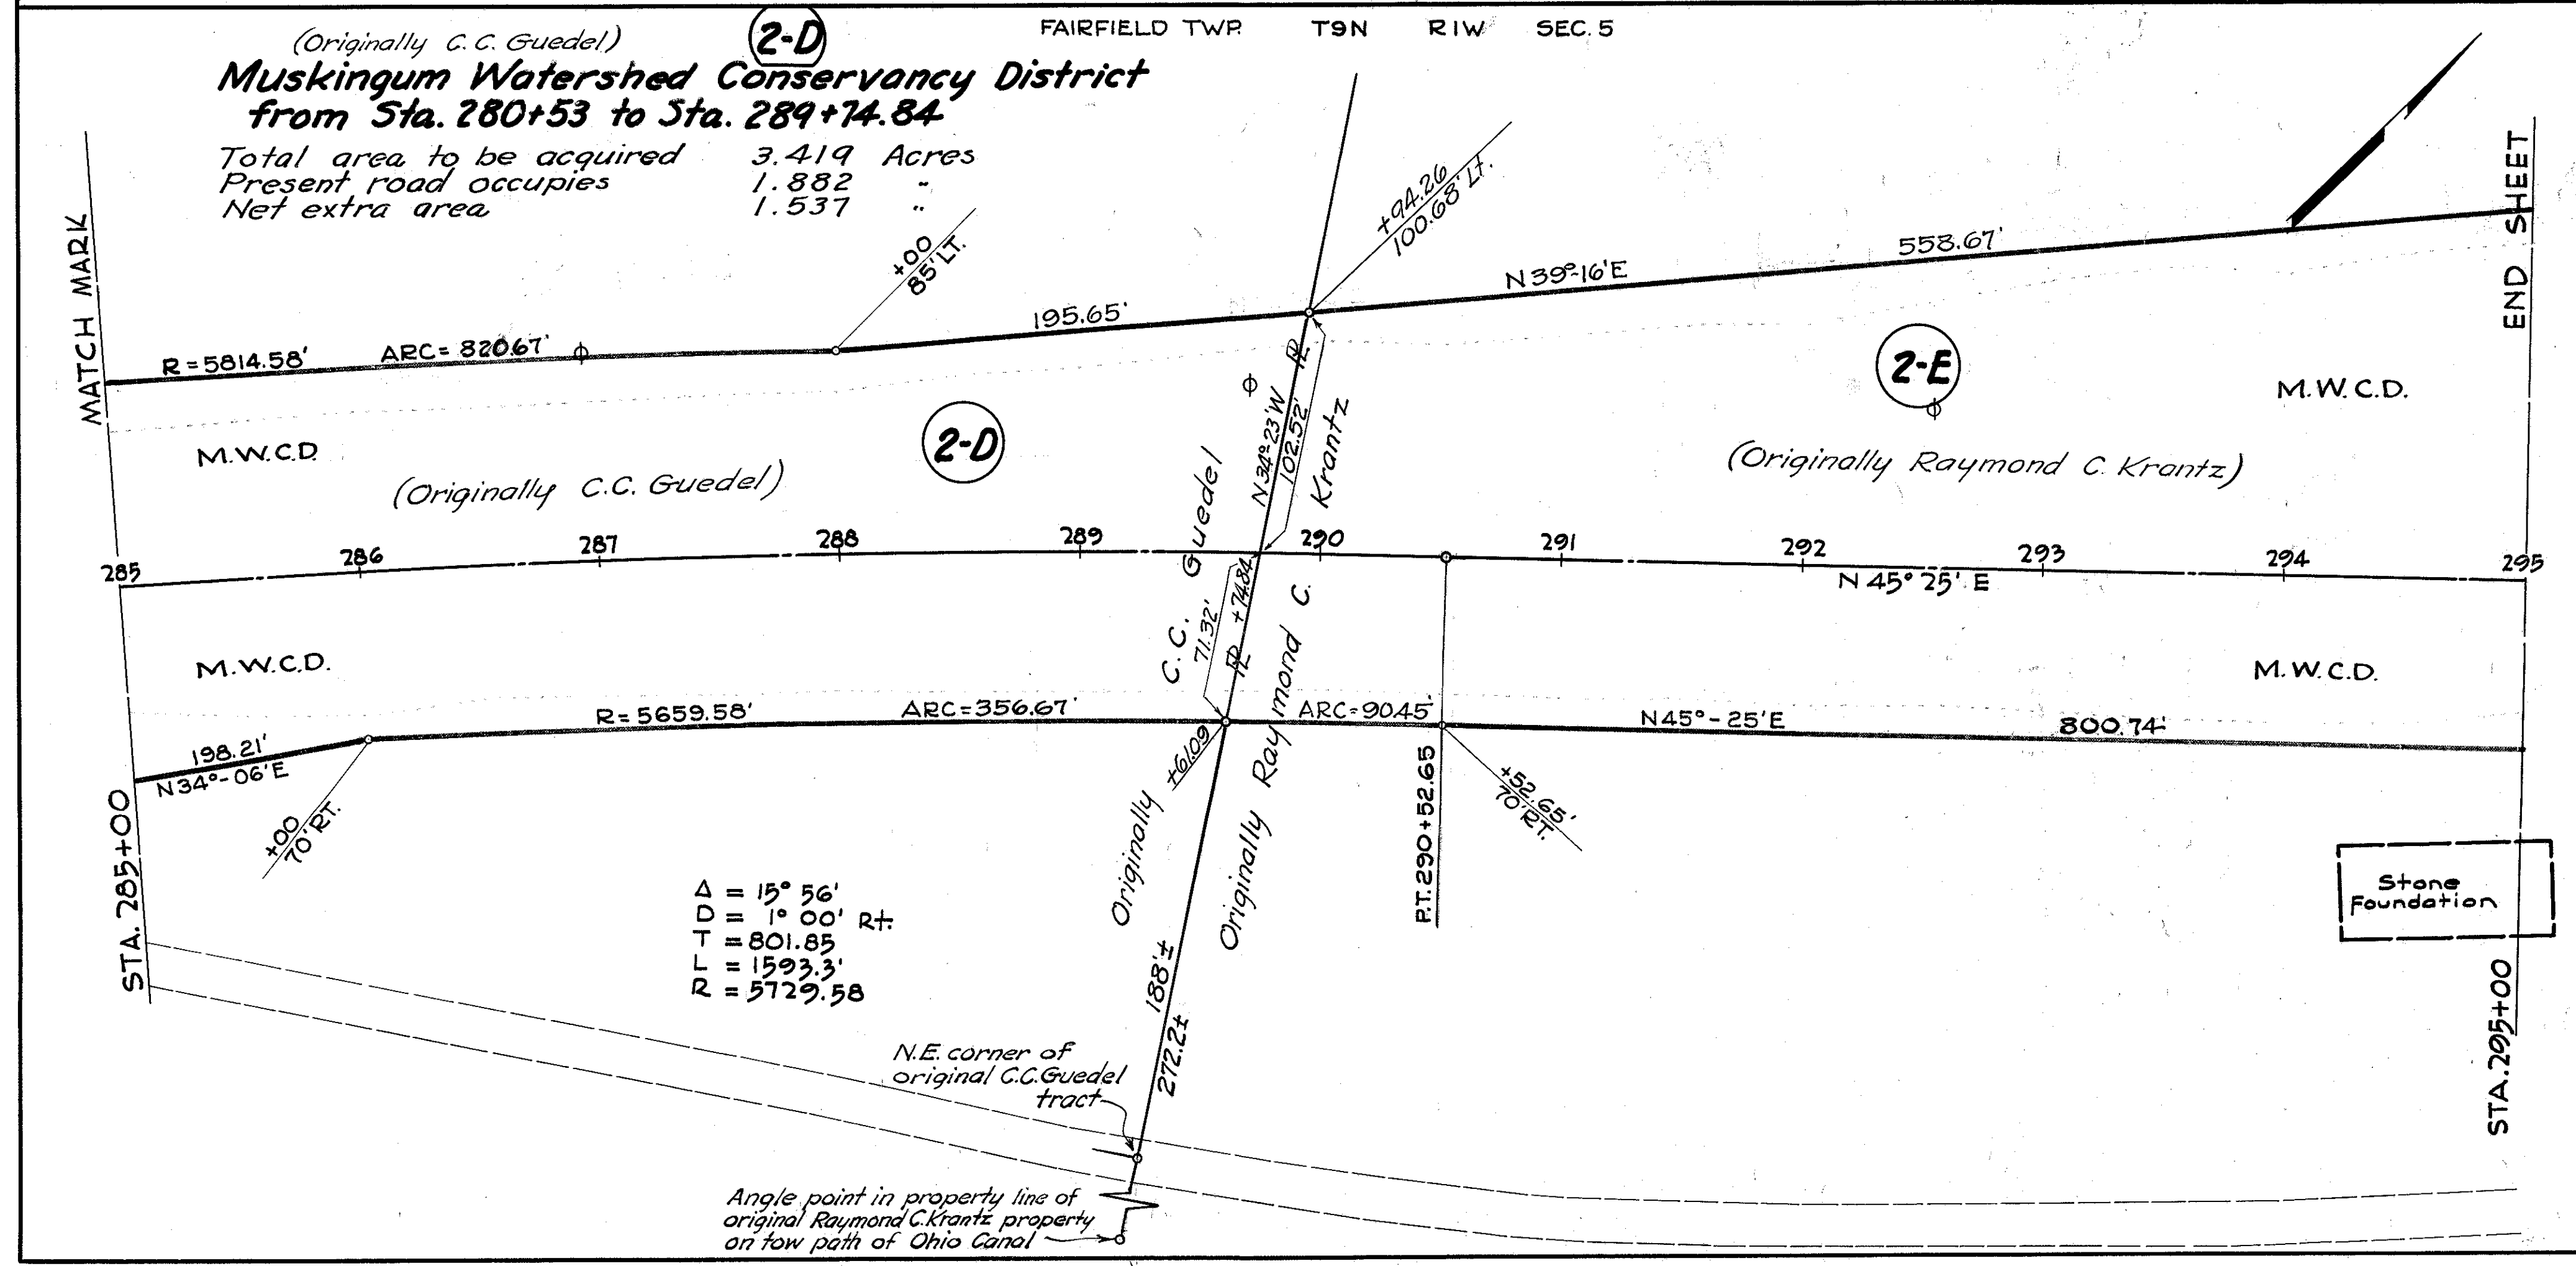 (Originally C.C. Guedel)
2-D
FAIRFIELD TWP. T9N R1W SEC. 5
Muskingum Watershed Conservancy District
from Sta. 280+53 to Sta. 289+74.84
Total area to be acquired 3.419 Acres
Present road occupies 1.882 "
Net extra area 1.537 "
MATCH MARK
END SHEET
+00
85' LT.
+94.26
100.68' Lt.
R=5814.58' ARC=820.67'
195.65'
N39°-16'E
558.67'
M.W.C.D.
(Originally C.C. Guedel)
2-D
N34°-23'W
102.52'
PL
Krantz
2-E
M.W.C.D.
(Originally Raymond C. Krantz)
285
286
287
288
289
290
291
292
293
294
295
N 45° 25' E
M.W.C.D.
71.32'
+74.84
PL
M.W.C.D.
198.21'
N34°-06'E
R=5659.58'
ARC=356.67'
ARC=90.45'
N45°-25'E
800.74'
+00
70' RT.
+61.09
Originally C.C. Guedel
Originally Raymond C.
P.T. 290+52.65
+52.65'
70' RT.
STA. 285+00
Δ = 15° 56'
D = 1° 00' Rt.
T = 801.85
L = 1593.3'
R = 5729.58
188'±
272.2±
Stone
Foundation
STA. 295+00
N.E. corner of
original C.C. Guedel
tract
Angle point in property line of
original Raymond C. Krantz property
on tow path of Ohio Canal